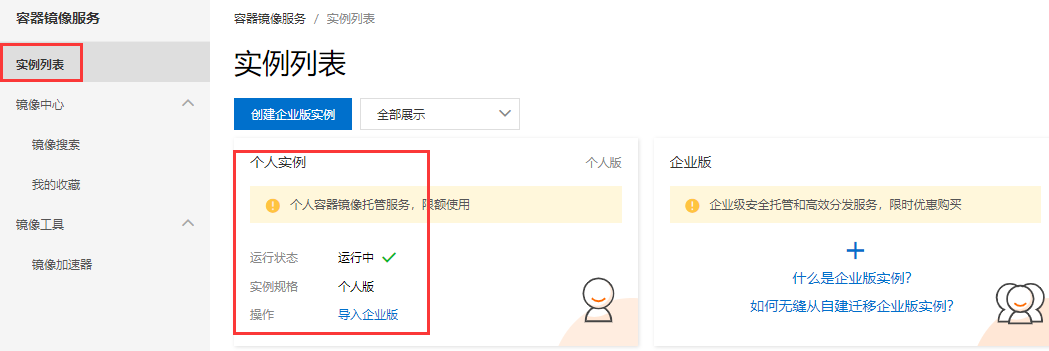 容器镜像服务
实例列表
镜像中心
镜像搜索
我的收藏
镜像工具
镜像加速器
容器镜像服务 / 实例列表
实例列表
创建企业版实例
全部展示
个人实例
个人版
个人容器镜像托管服务，限额使用
运行状态 运行中
实例规格 个人版
操作 导入企业版
企业版
企业级安全托管和高效分发服务，限时优惠购买
什么是企业版实例?
如何无缝从自建迁移企业版实例?